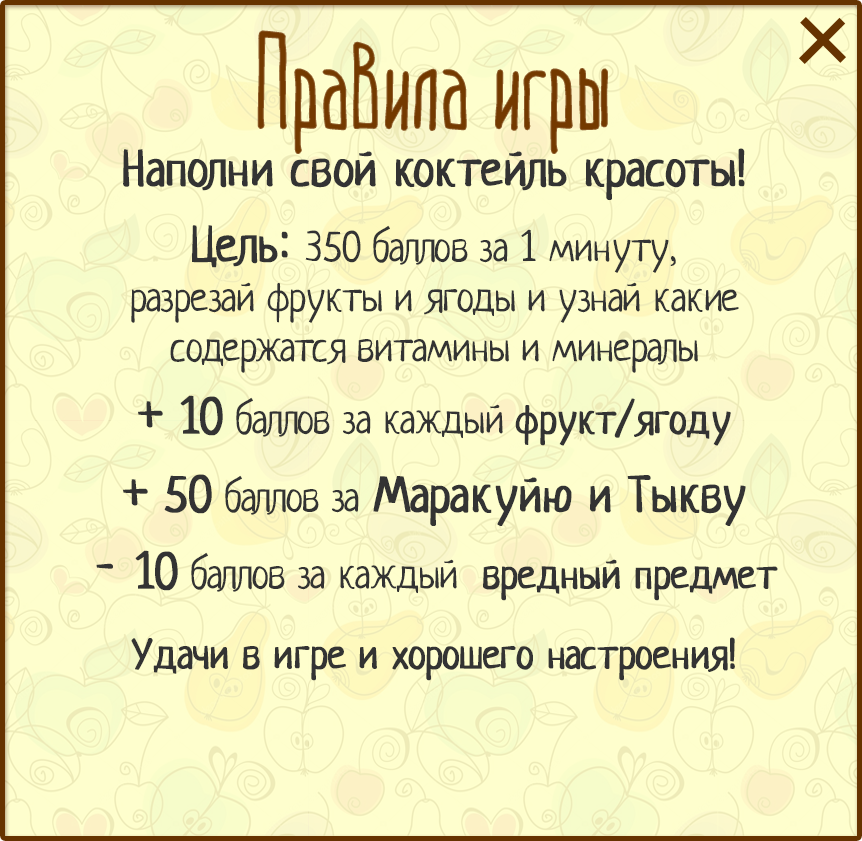 Правила игры
Наполни свой коктейль красоты!
Цель: 350 баллов за 1 минуту,
разрезай фрукты и ягоды и узнай какие
содержатся витамины и минералы
+ 10 баллов за каждый фрукт/ягоду
+ 50 баллов за Маракуйю и Тыкву
- 10 баллов за каждый вредный предмет
Удачи в игре и хорошего настроения!